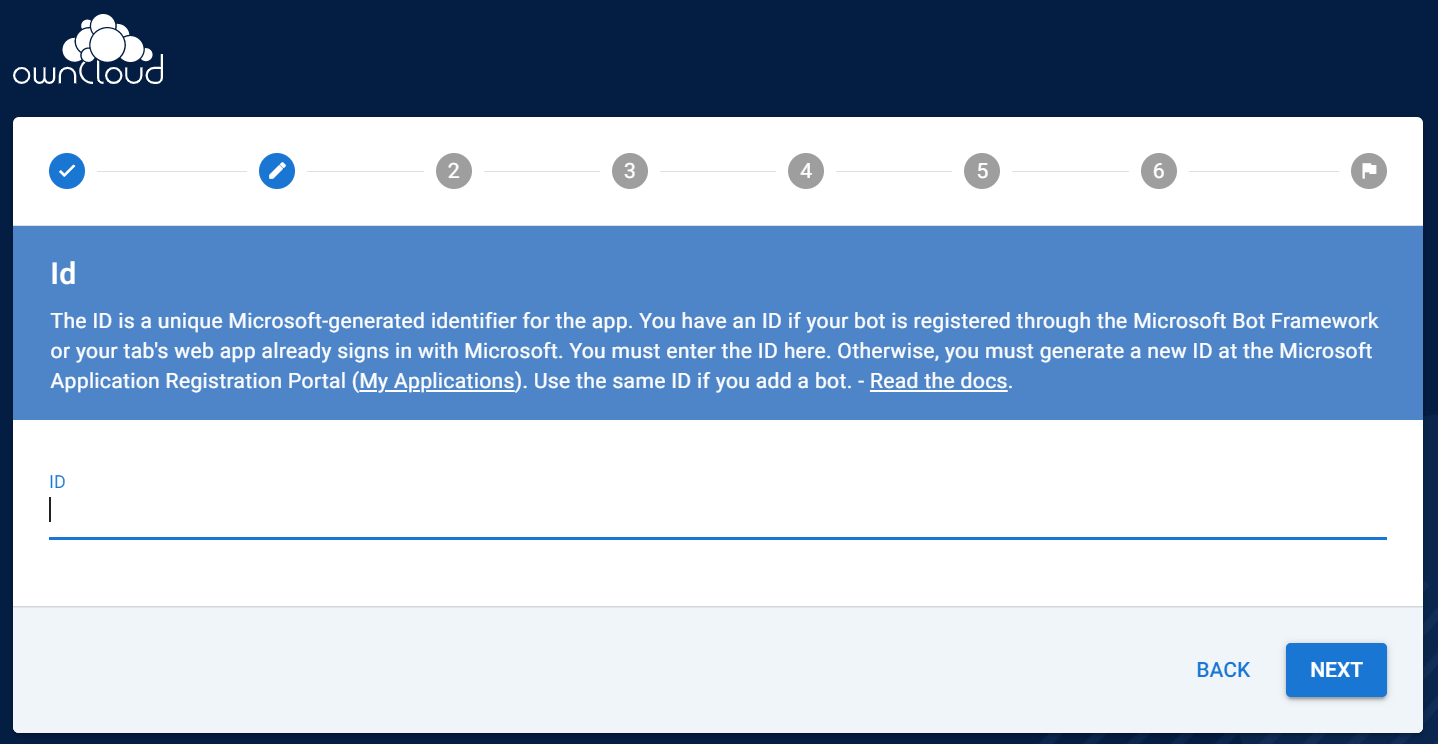 ownCloud
2 3 4 5 6
Id
The ID is a unique Microsoft-generated identifier for the app. You have an ID if your bot is registered through the Microsoft Bot Framework
or your tab's web app already signs in with Microsoft. You must enter the ID here. Otherwise, you must generate a new ID at the Microsoft
Application Registration Portal (My Applications). Use the same ID if you add a bot. - Read the docs.
ID
BACK NEXT